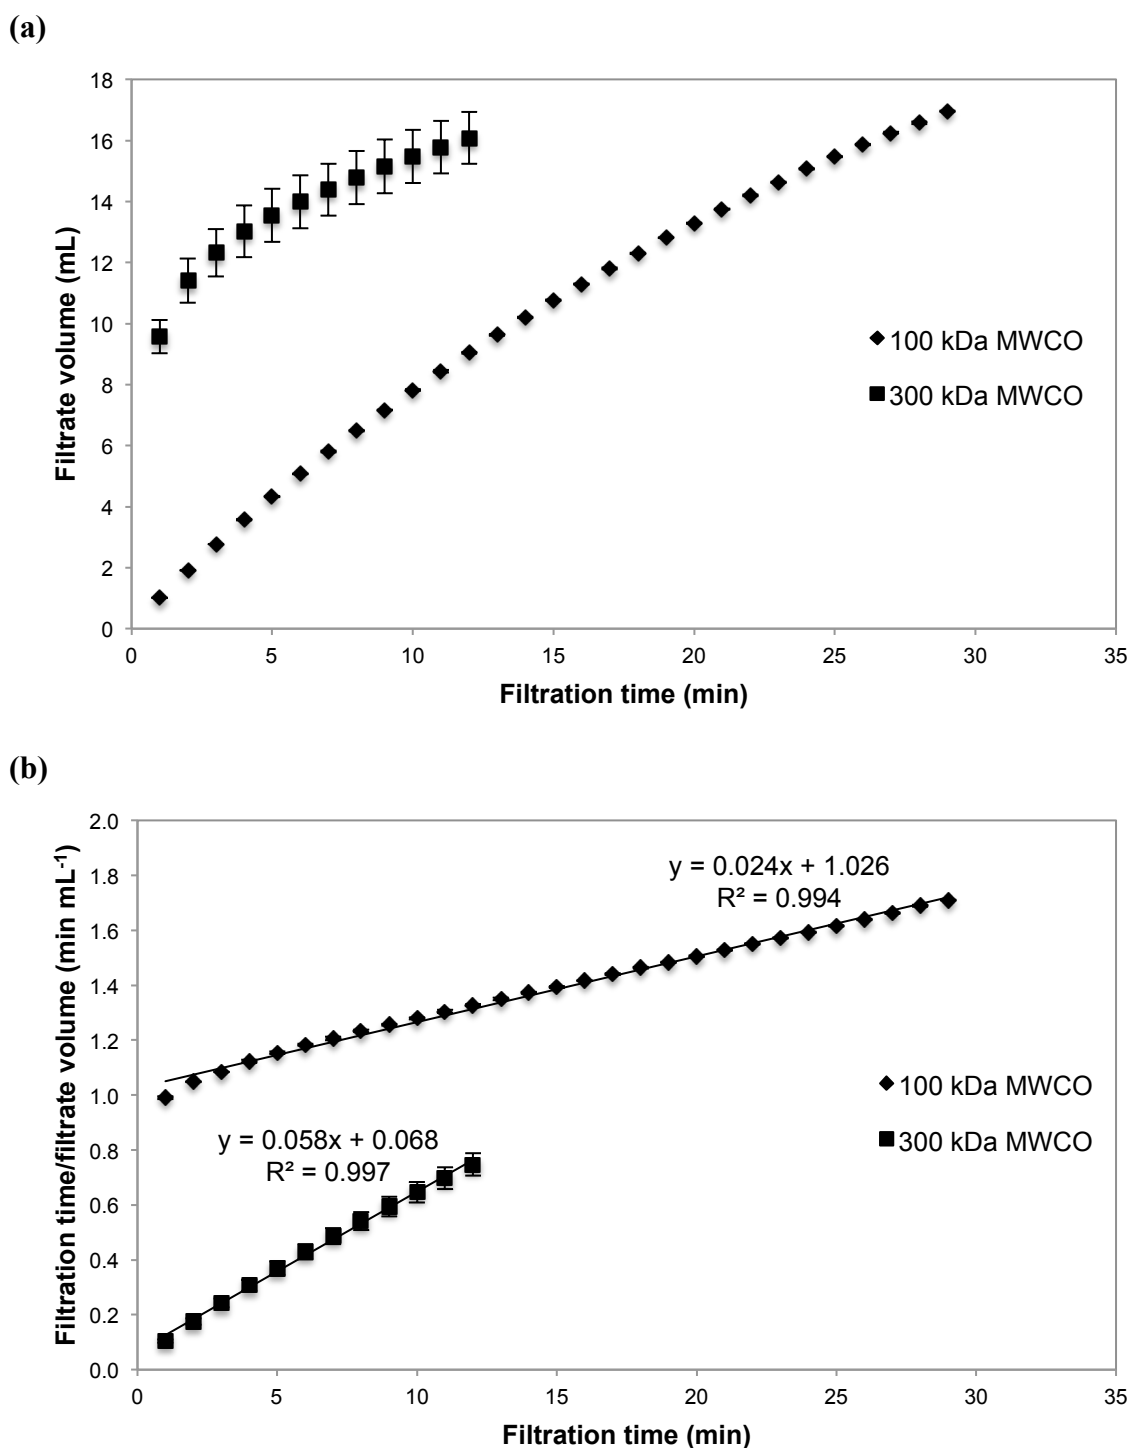 (a)
18
16
14
12
10
8
6
4
2
0
Filtrate volume (mL)
100 kDa MWCO
300 kDa MWCO
0 5 10 15 20 25 30 35
Filtration time (min)
(b)
2.0
1.8
1.6
1.4
1.2
1.0
0.8
0.6
0.4
0.2
0.0
Filtration time/filtrate volume (min mL⁻¹)
y = 0.024x + 1.026
R² = 0.994
100 kDa MWCO
y = 0.058x + 0.068
R² = 0.997
300 kDa MWCO
0 5 10 15 20 25 30 35
Filtration time (min)